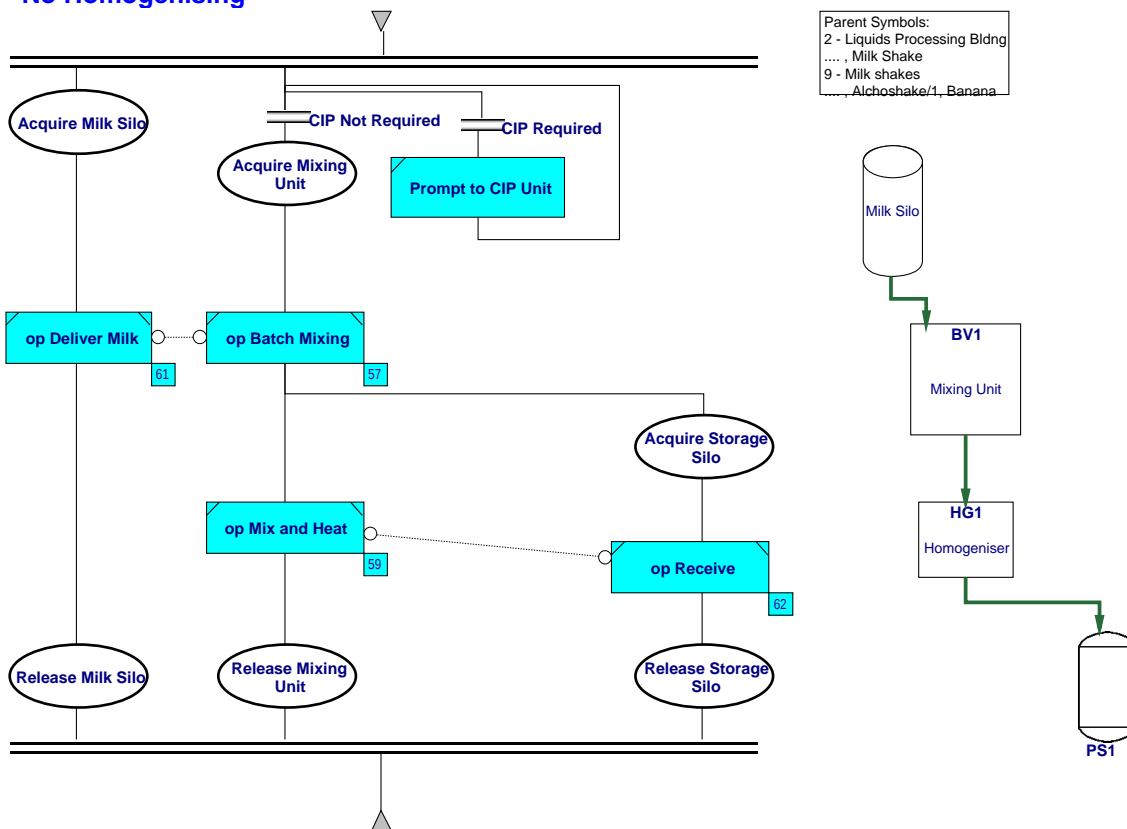 No Homogenising
Parent Symbols:
2 - Liquids Processing Bldng
.... , Milk Shake
9 - Milk shakes
.... , Alchoshake/1, Banana
Acquire Milk Silo
CIP Not Required
CIP Required
Acquire Mixing
Unit
Prompt to CIP Unit
Milk Silo
op Deliver Milk
61
op Batch Mixing
57
BV1
Mixing Unit
Acquire Storage
Silo
op Mix and Heat
59
op Receive
62
HG1
Homogeniser
Release Milk Silo
Release Mixing
Unit
Release Storage
Silo
PS1